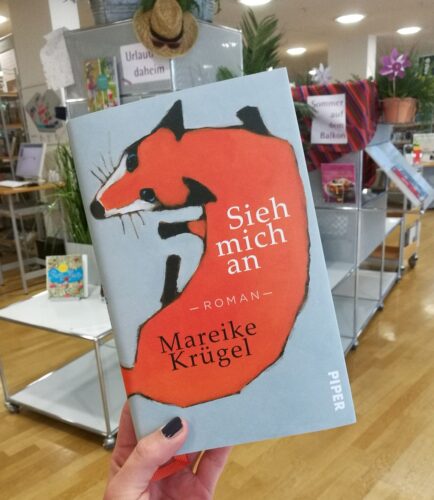 Urlaub
daheim
Sommer
auf
dem
Balkon
Sieh
mich
an
—ROMAN—
Mareike
Krügel
PIPER